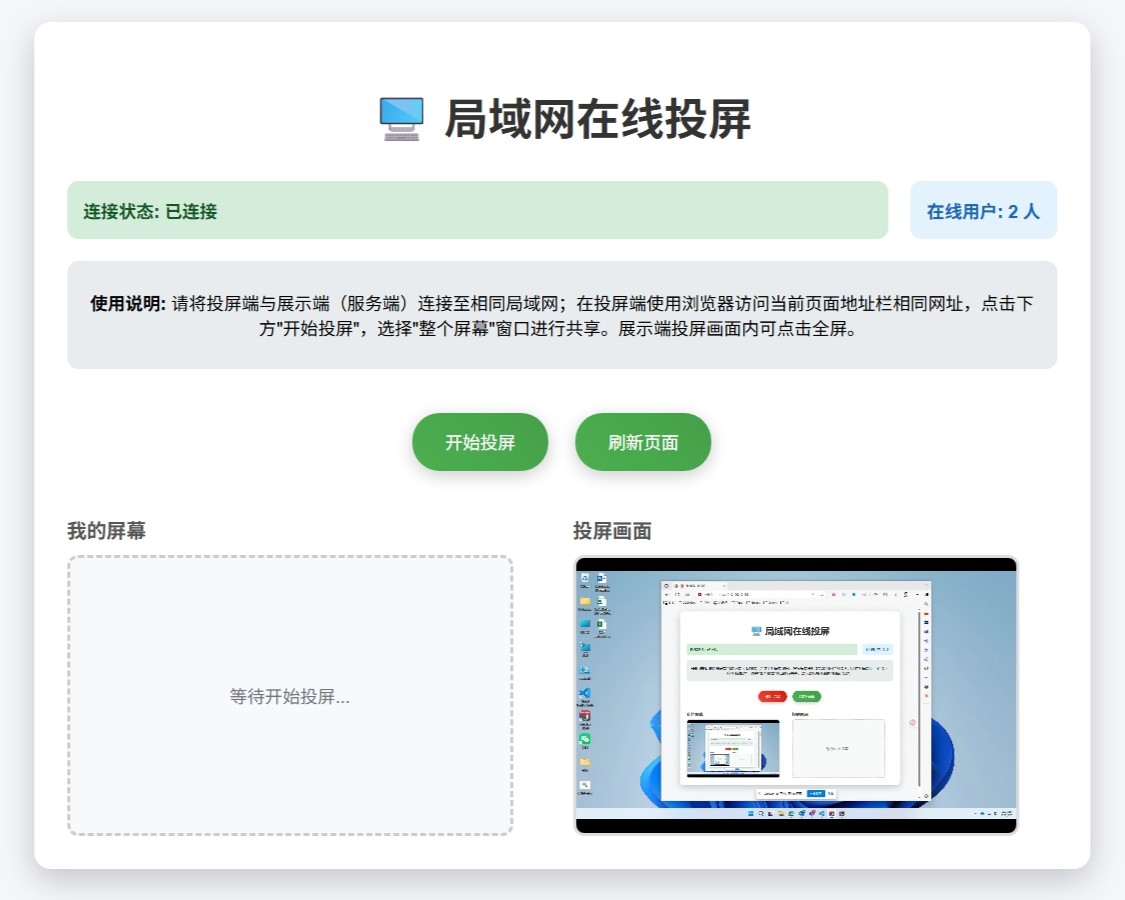 局域网在线投屏
连接状态: 已连接
在线用户: 2 人
使用说明: 请将投屏端与展示端（服务端）连接至相同局域网；在投屏端使用浏览器访问当前页面地址栏相同网址，点击下
方"开始投屏"，选择"整个屏幕"窗口进行共享。展示端投屏画面内可点击全屏。
开始投屏
刷新页面
我的屏幕
投屏画面
等待开始投屏...
局域网在线投屏